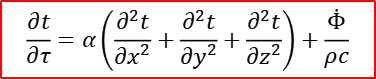 ∂t/∂τ = α(∂²t/∂x² + ∂²t/∂y² + ∂²t/∂z²) + Φ̇/ρc